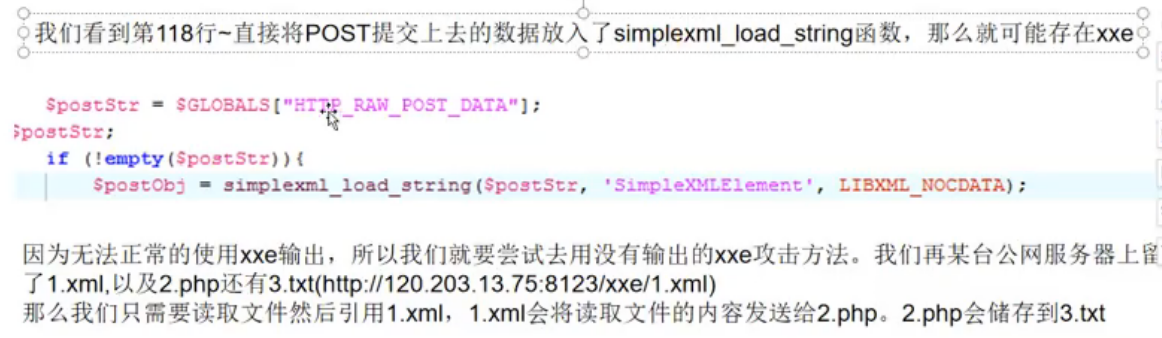 我们看到第118行~直接将POST提交上去的数据放入了simplexml_load_string函数，那么就可能存在xxe
$postStr = $GLOBALS["HTTP_RAW_POST_DATA"];
$postStr;
if (!empty($postStr)){
$postObj = simplexml_load_string($postStr, 'SimpleXMLElement', LIBXML_NOCDATA);
因为无法正常的使用xxe输出，所以我们就要尝试去用没有输出的xxe攻击方法。我们再某台公网服务器上留
了1.xml,以及2.php还有3.txt(http://120.203.13.75:8123/xxe/1.xml)
那么我们只需要读取文件然后引用1.xml，1.xml会将读取文件的内容发送给2.php。2.php会储存到3.txt